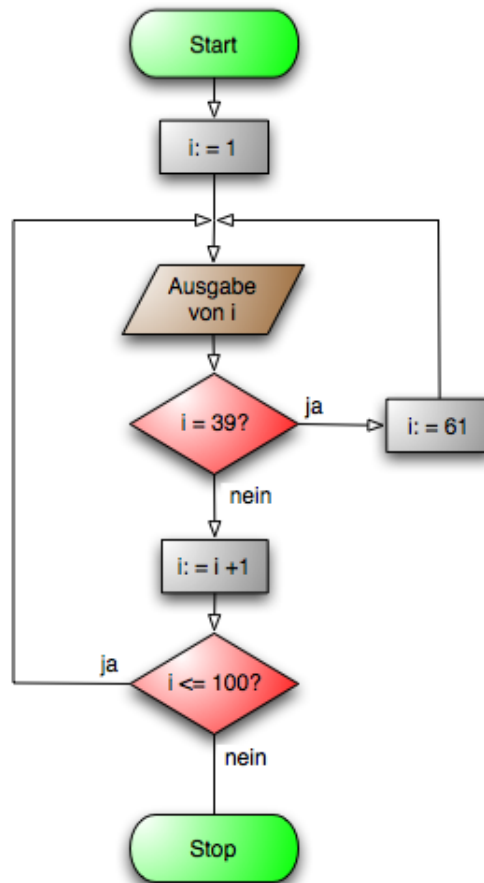 Start
i: = 1
Ausgabe
von i
i = 39?
ja
i: = 61
nein
i: = i +1
ja
i <= 100?
nein
Stop